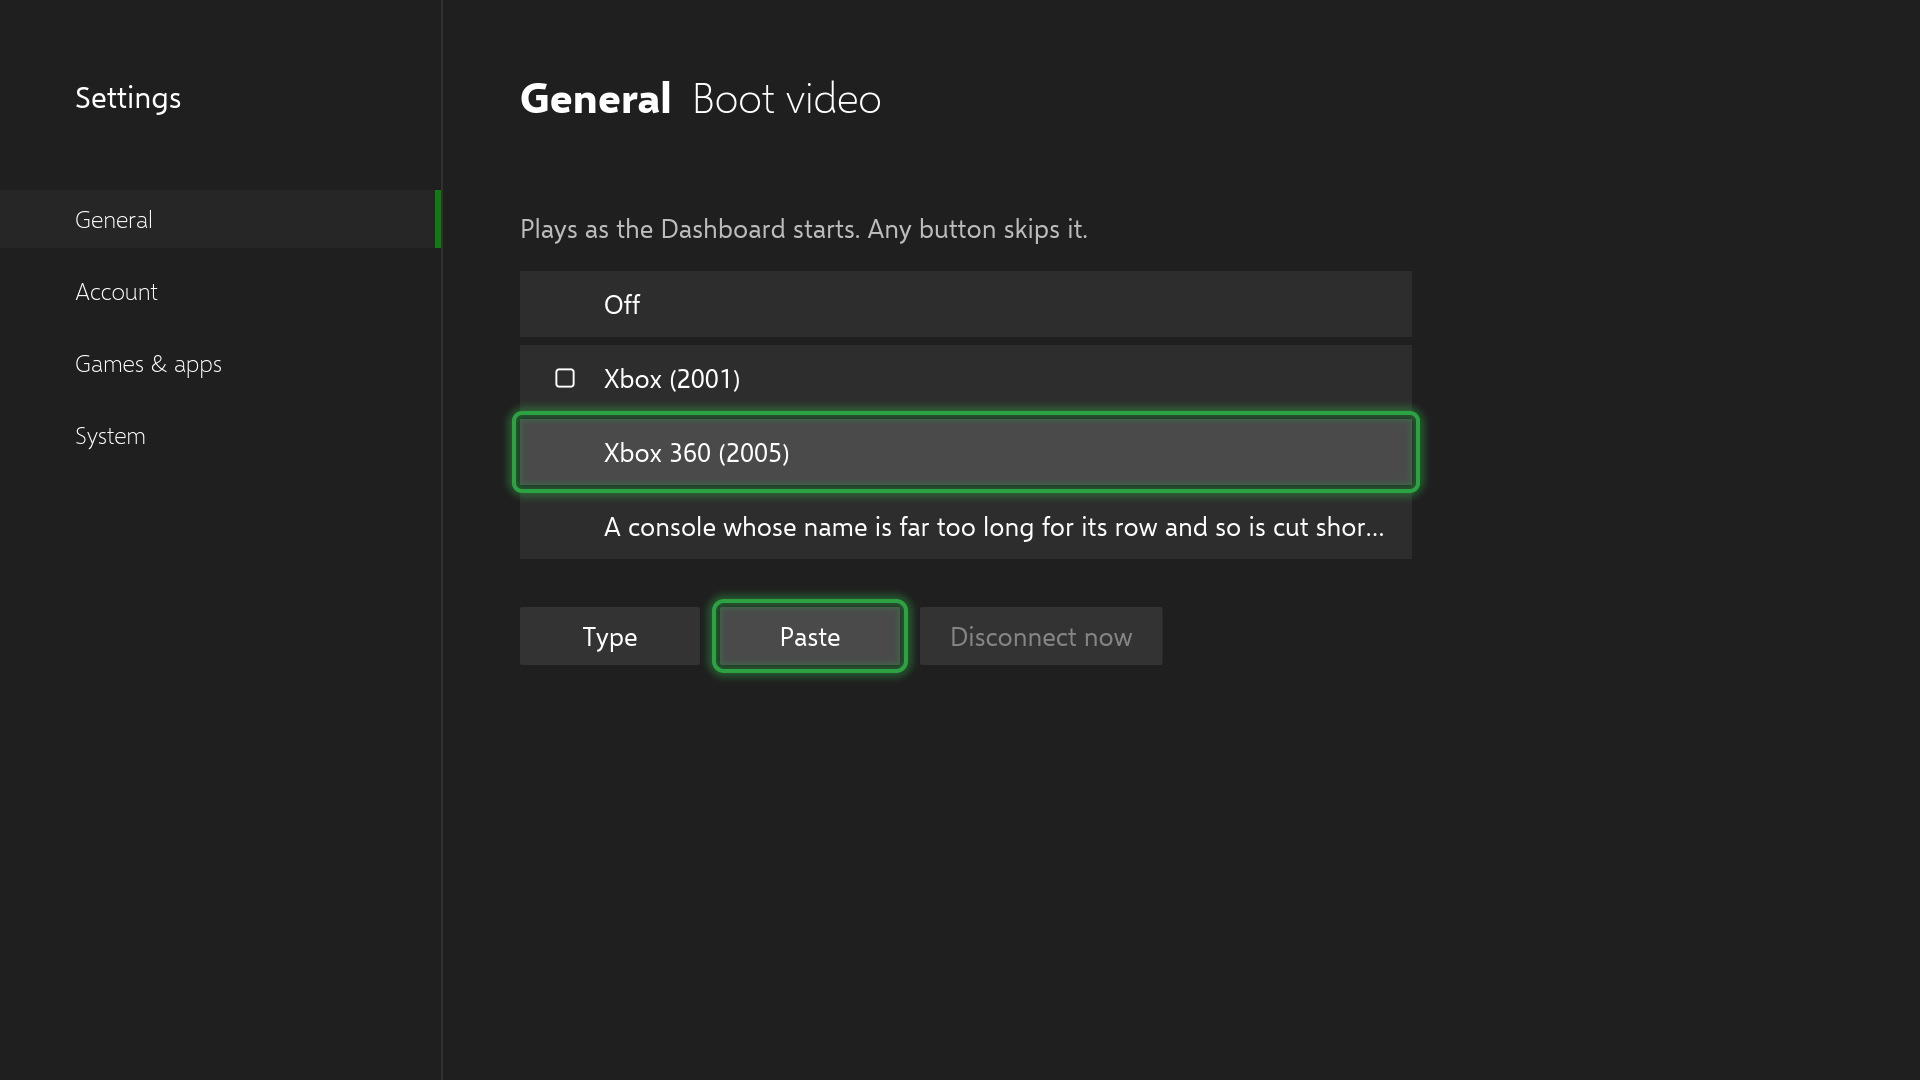 Settings
General
Account
Games & apps
System
General Boot video
Plays as the Dashboard starts. Any button skips it.
Off
Xbox (2001)
Xbox 360 (2005)
A console whose name is far too long for its row and so is cut shor...
Type
Paste
Disconnect now